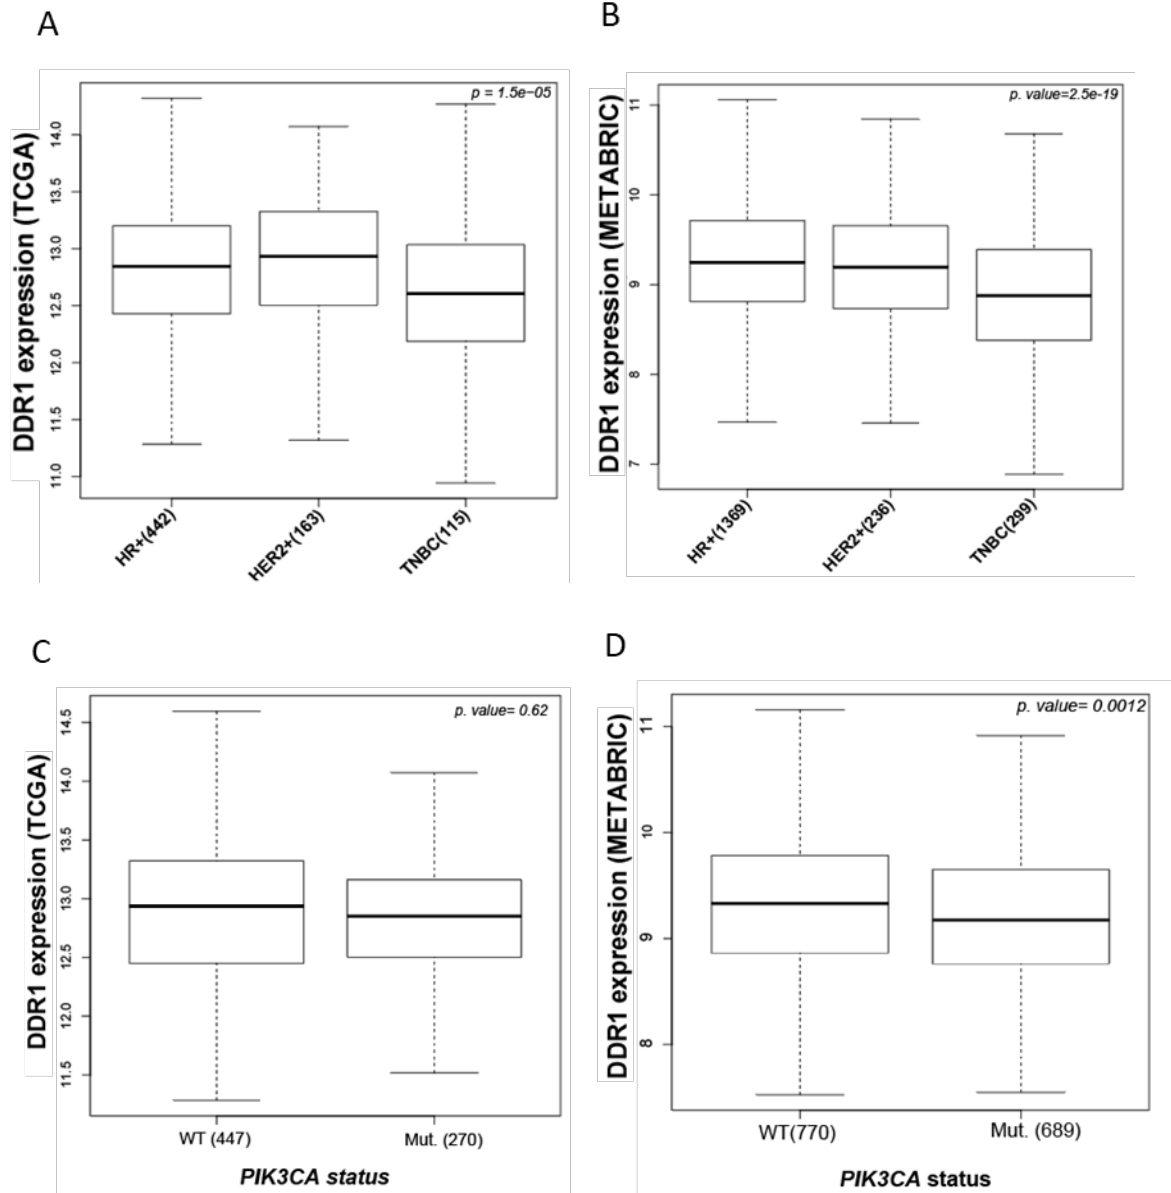 A
DDR1 expression (TCGA)
p = 1.5e−05
14.0
13.5
13.0
12.5
12.0
11.5
11.0
HR+(442)
HER2+(163)
TNBC(115)
B
DDR1 expression (METABRIC)
p. value=2.5e-19
11
10
9
8
7
HR+(1369)
HER2+(236)
TNBC(299)
C
DDR1 expression (TCGA)
p. value= 0.62
14.5
14.0
13.5
13.0
12.5
12.0
11.5
WT (447)
Mut. (270)
PIK3CA status
D
DDR1 expression (METABRIC)
p. value= 0.0012
11
10
9
8
WT(770)
Mut. (689)
PIK3CA status